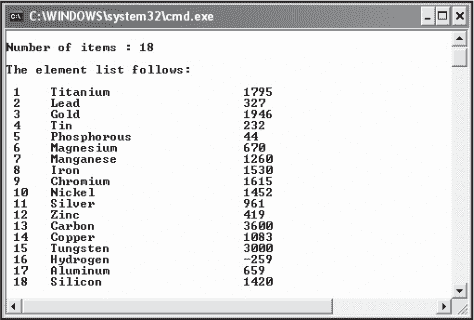 C:\WINDOWS\system32\cmd.exe
Number of items : 18
The element list follows:
1 Titanium 1795
2 Lead 327
3 Gold 1946
4 Tin 232
5 Phosphorous 44
6 Magnesium 670
7 Manganese 1260
8 Iron 1530
9 Chromium 1615
10 Nickel 1452
11 Silver 961
12 Zinc 419
13 Carbon 3600
14 Copper 1083
15 Tungsten 3000
16 Hydrogen -259
17 Aluminum 659
18 Silicon 1420